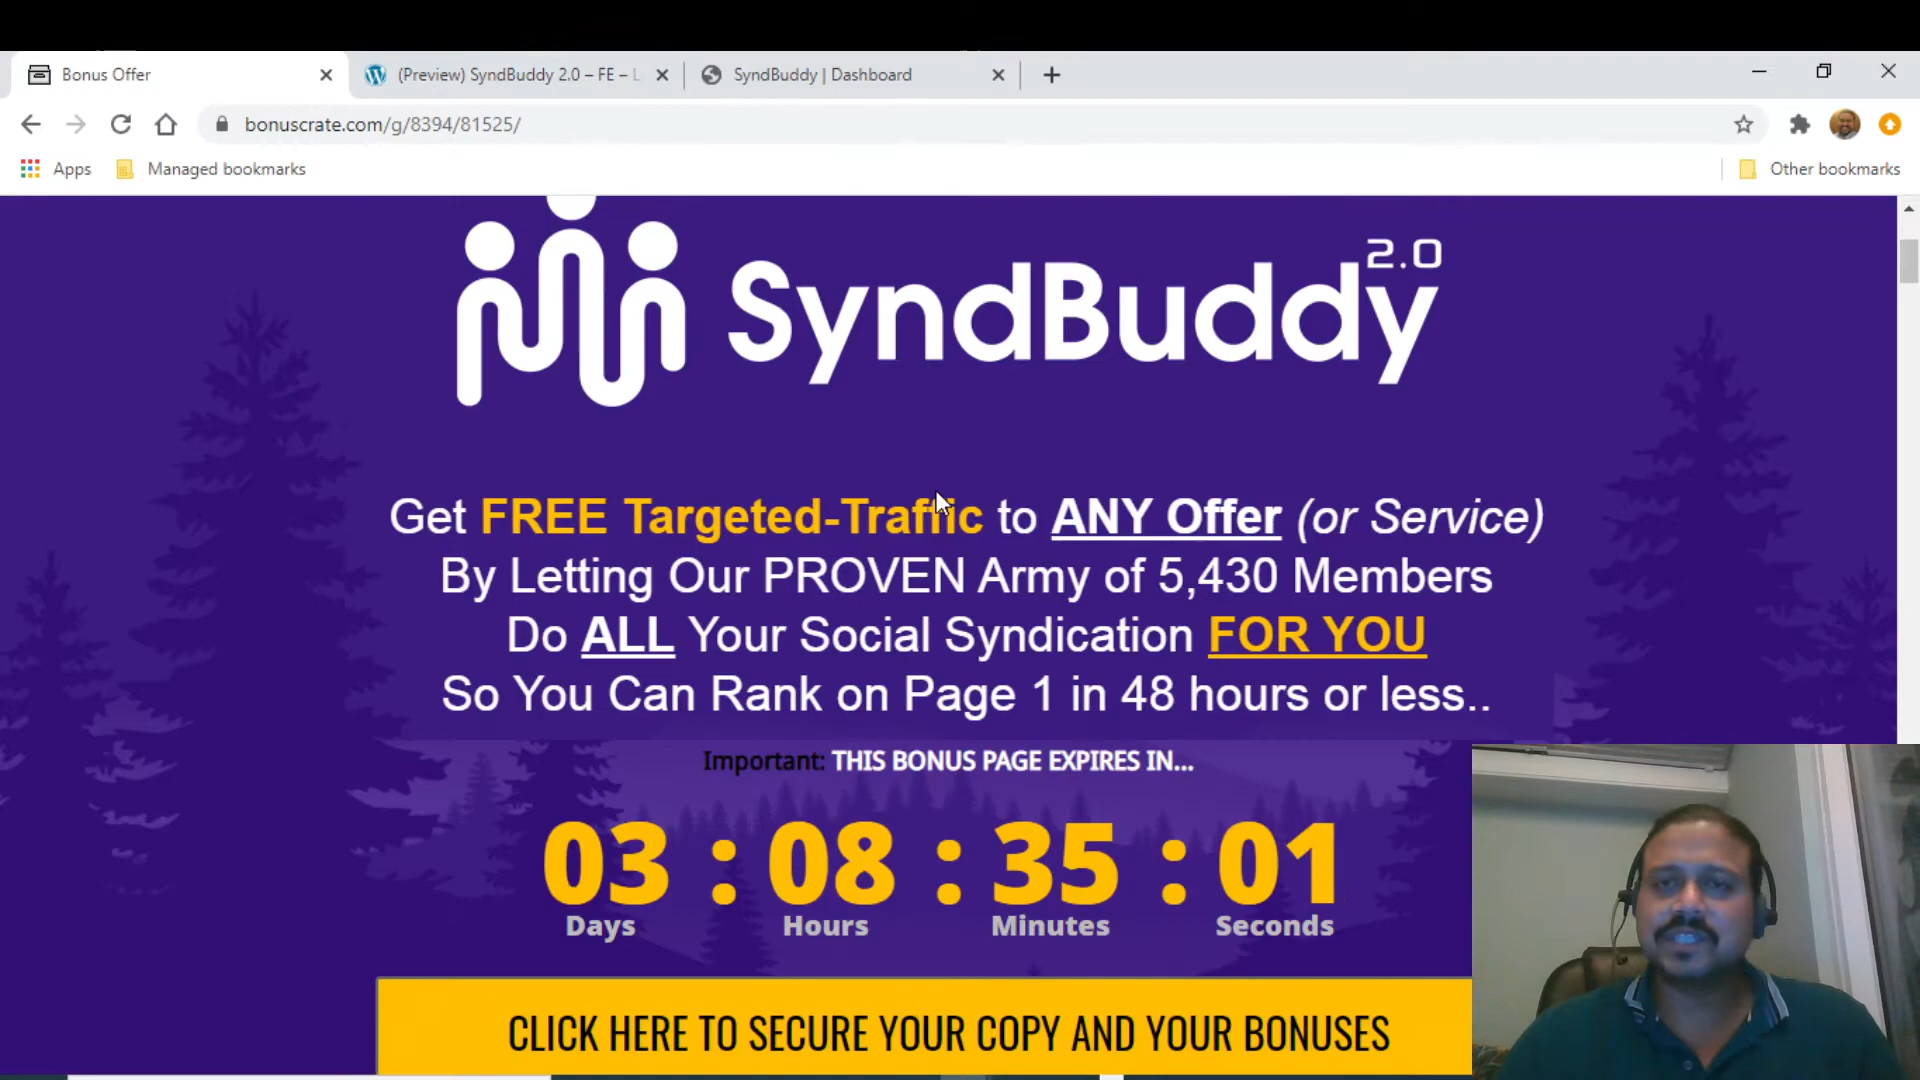 Bonus Offer
(Preview) SyndBuddy 2.0 – FE – L
SyndBuddy | Dashboard
bonuscrate.com/g/8394/81525/
Apps
Managed bookmarks
Other bookmarks
SyndBuddy 2.0
Get FREE Targeted-Traffic to ANY Offer (or Service)
By Letting Our PROVEN Army of 5,430 Members
Do ALL Your Social Syndication FOR YOU
So You Can Rank on Page 1 in 48 hours or less..
Important: THIS BONUS PAGE EXPIRES IN...
03 : 08 : 35 : 01
Days Hours Minutes Seconds
CLICK HERE TO SECURE YOUR COPY AND YOUR BONUSES